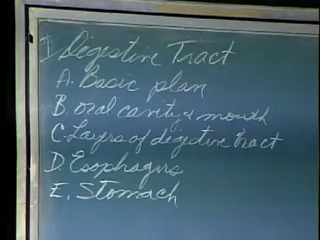 I. Digestive Tract
A. Basic plan
B. oral cavity & mouth
C. Layers of digestive tract
D. Esophagus
E. Stomach